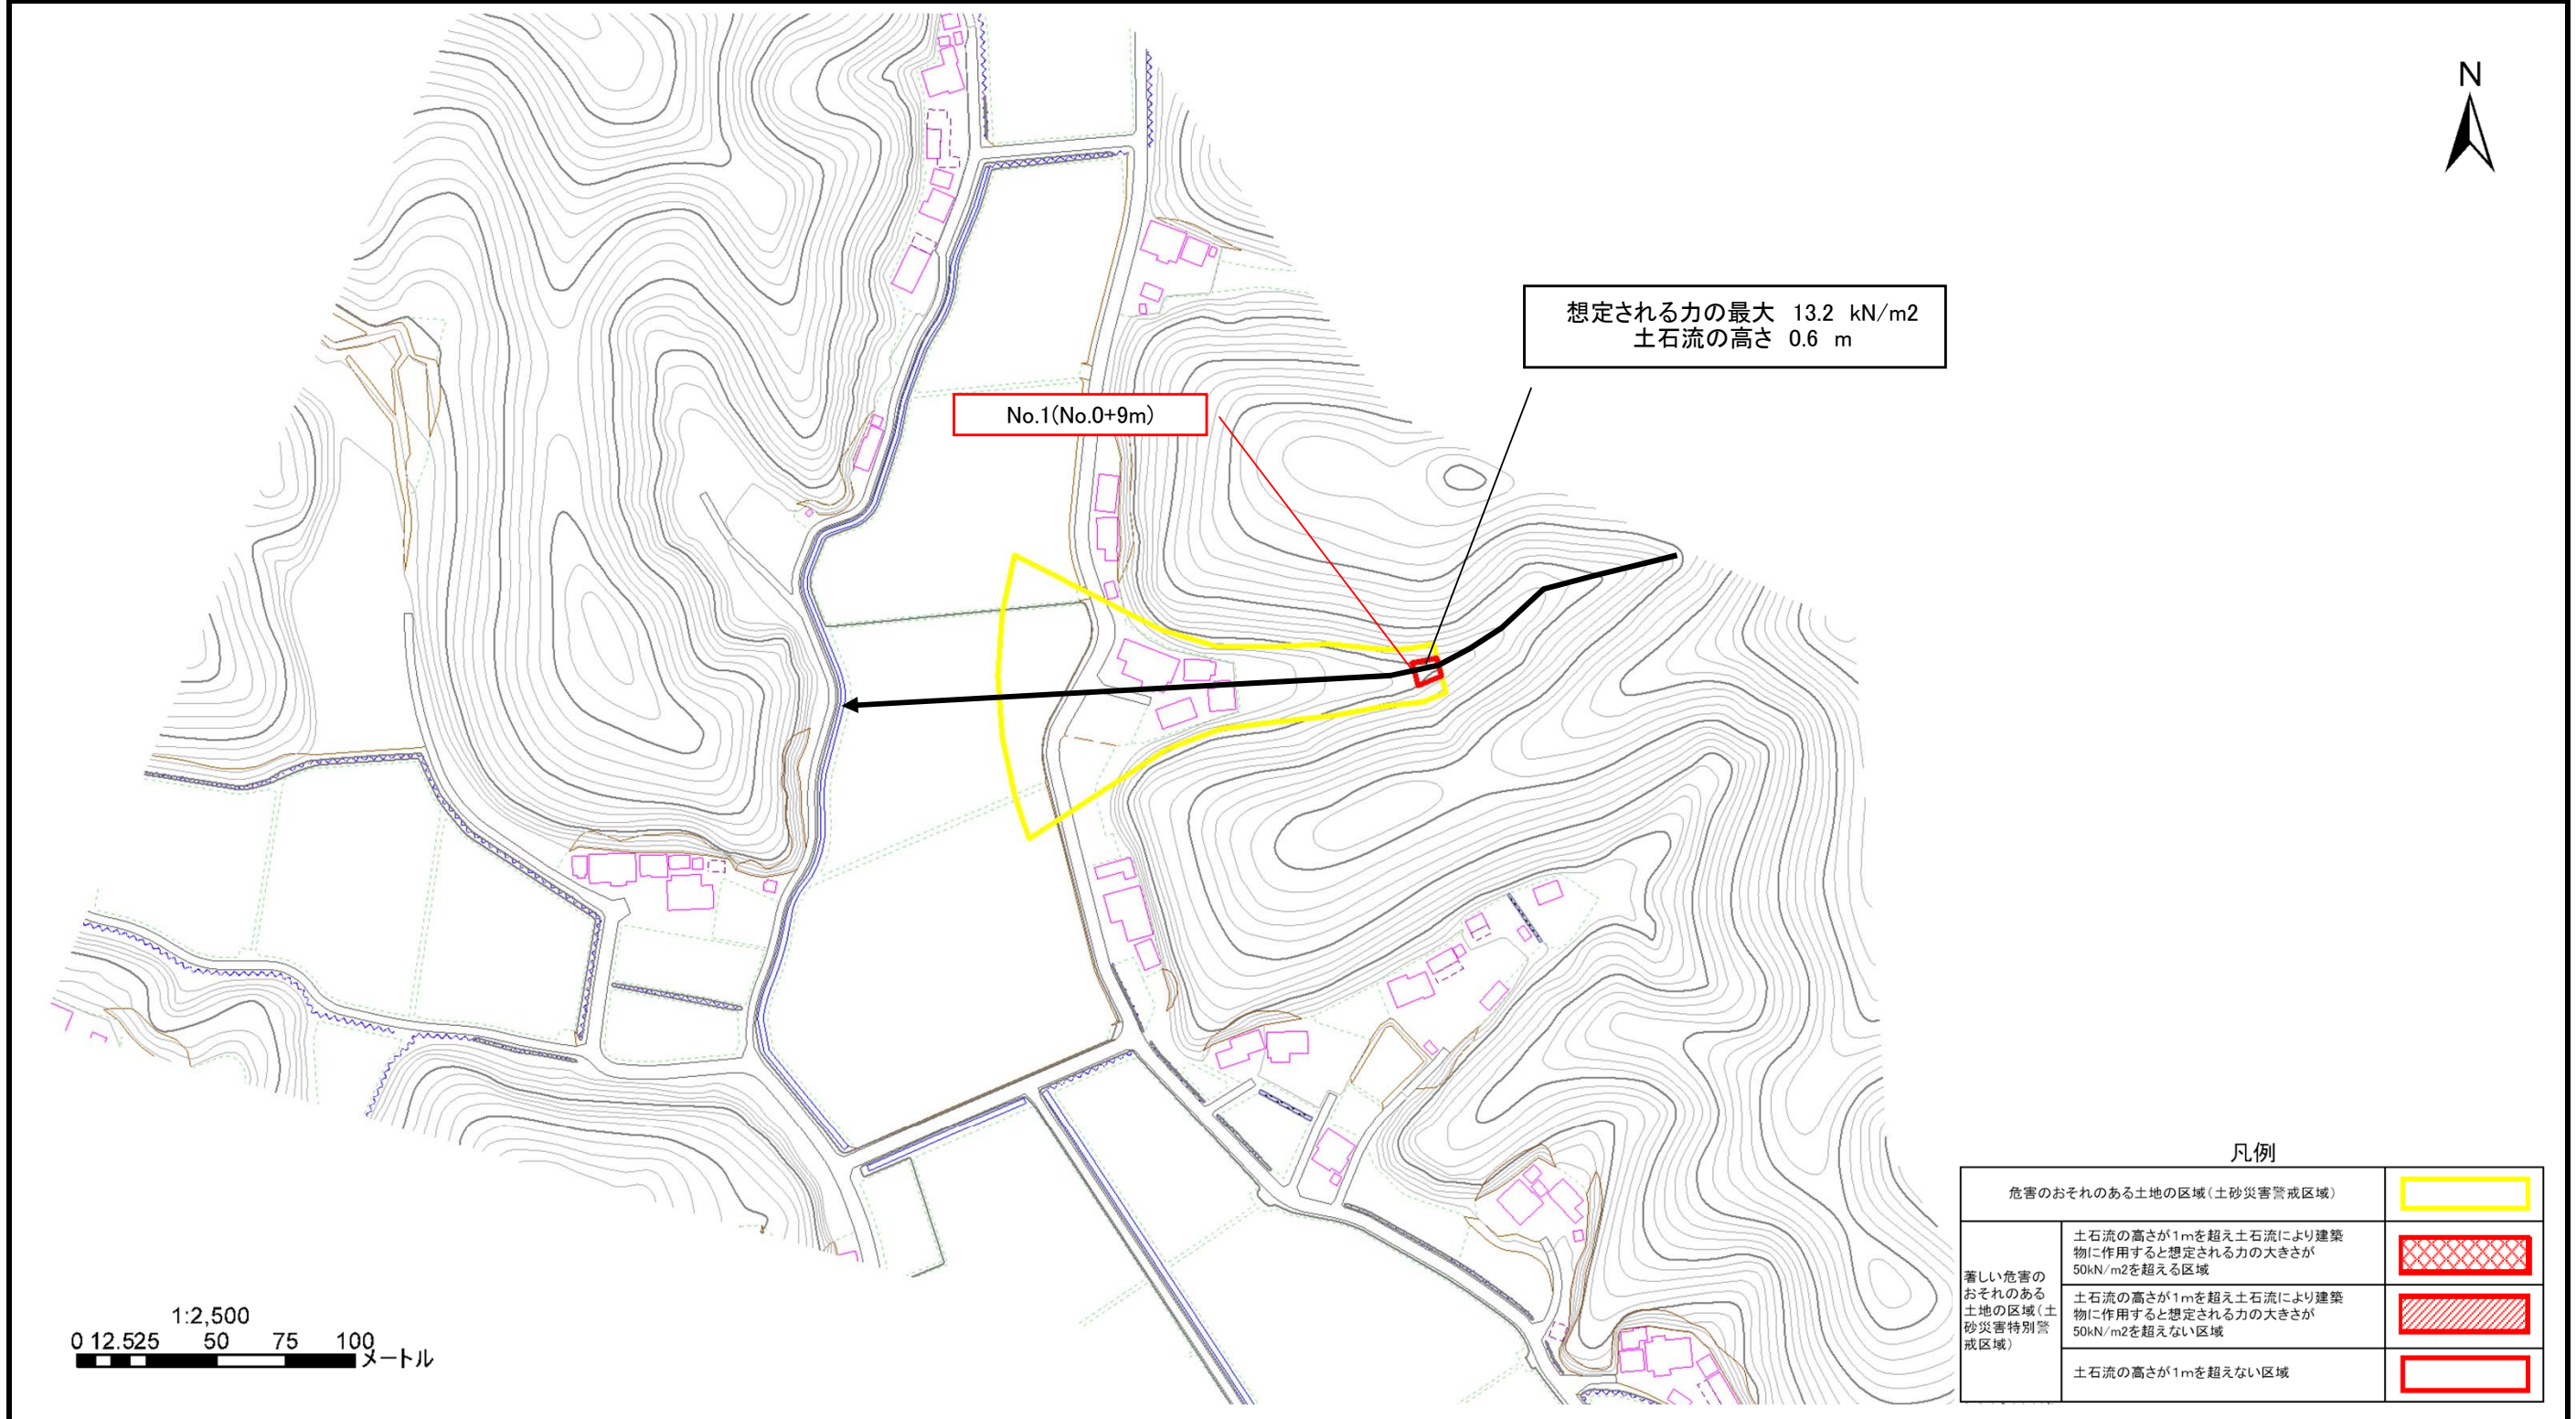 N
想定される力の最大 13.2 kN/m2
土石流の高さ 0.6 m
No.1(No.0+9m)
凡例
危害のおそれのある土地の区域(土砂災害警戒区域)
著しい危害の
おそれのある
土地の区域(土
砂災害特別警
戒区域)
土石流の高さが1mを超え土石流により建築
物に作用すると想定される力の大きさが
50kN/m2を超える区域
土石流の高さが1mを超え土石流により建築
物に作用すると想定される力の大きさが
50kN/m2を超えない区域
土石流の高さが1mを超えない区域
1:2,500
0 12.525 50 75 100
メートル